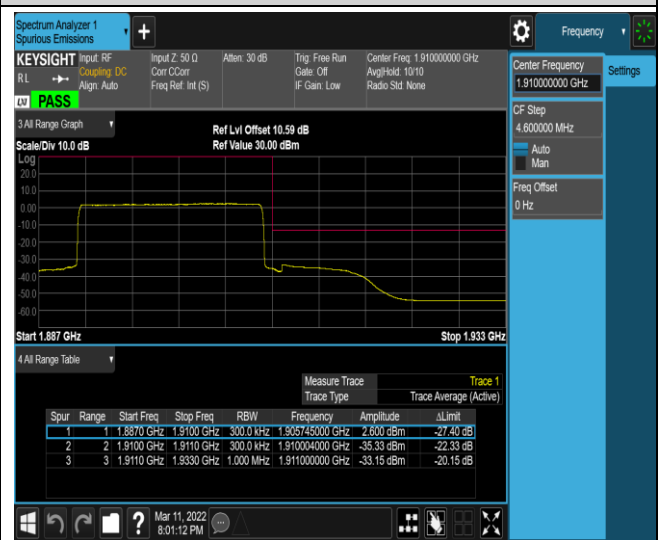 Spectrum Analyzer 1
Spurious Emissions
+
Frequency
KEYSIGHT Input: RF Input Z: 50 Ω Atten: 30 dB Trig: Free Run Center Freq: 1.910000000 GHz
RL Coupling: DC Corr CCorr Gate: Off Avg|Hold: 10/10
Align: Auto Freq Ref: Int (S) IF Gain: Low Radio Std: None
LXI PASS
Center Frequency
1.910000000 GHz
Settings
CF Step
4.600000 MHz
Auto
Man
Freq Offset
0 Hz
3 All Range Graph
Ref Lvl Offset 10.59 dB
Scale/Div 10.0 dB Ref Value 30.00 dBm
Log
20.0
10.0
0.00
-10.0
-20.0
-30.0
-40.0
-50.0
-60.0
Start 1.887 GHz Stop 1.933 GHz
4 All Range Table
Measure Trace Trace 1
Trace Type Trace Average (Active)
Spur Range Start Freq Stop Freq RBW Frequency Amplitude ΔLimit
1 1 1.8870 GHz 1.9100 GHz 300.0 kHz 1.905745000 GHz 2.600 dBm -27.40 dB
2 2 1.9100 GHz 1.9110 GHz 300.0 kHz 1.910004000 GHz -35.33 dBm -22.33 dB
3 3 1.9110 GHz 1.9330 GHz 1.000 MHz 1.911000000 GHz -33.15 dBm -20.15 dB
? Mar 11, 2022
8:01:12 PM